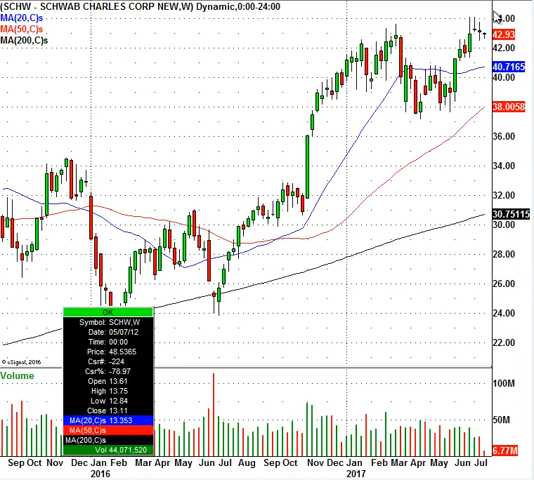 (SCHW - SCHWAB CHARLES CORP NEW,W) Dynamic,0:00-24:00
MA(20,C)s
MA(50,C)s
MA(200,C)s
44.00
42.93
42.00
40.7165
40.00
38.0058
36.00
34.00
32.00
30.75115
30.00
28.00
26.00
24.00
22.00
OK
Symbol: SCHW,W
Date: 05/07/12
Time: 00:00
Price: 48.5365
Csr#: -224
Csr%: -78.97
Open 13.61
High 13.75
Low 12.84
Close 13.11
MA(20,C)s 13.353
MA(50,C)s
MA(200,C)s
Vol 44,071,520
© eSignal, 2016
Volume
100M
50M
6.77M
Sep Oct Nov Dec Jan Feb Mar Apr May Jun Jul Aug Sep Oct Nov Dec Jan Feb Mar Apr May Jun Jul
2016 2017